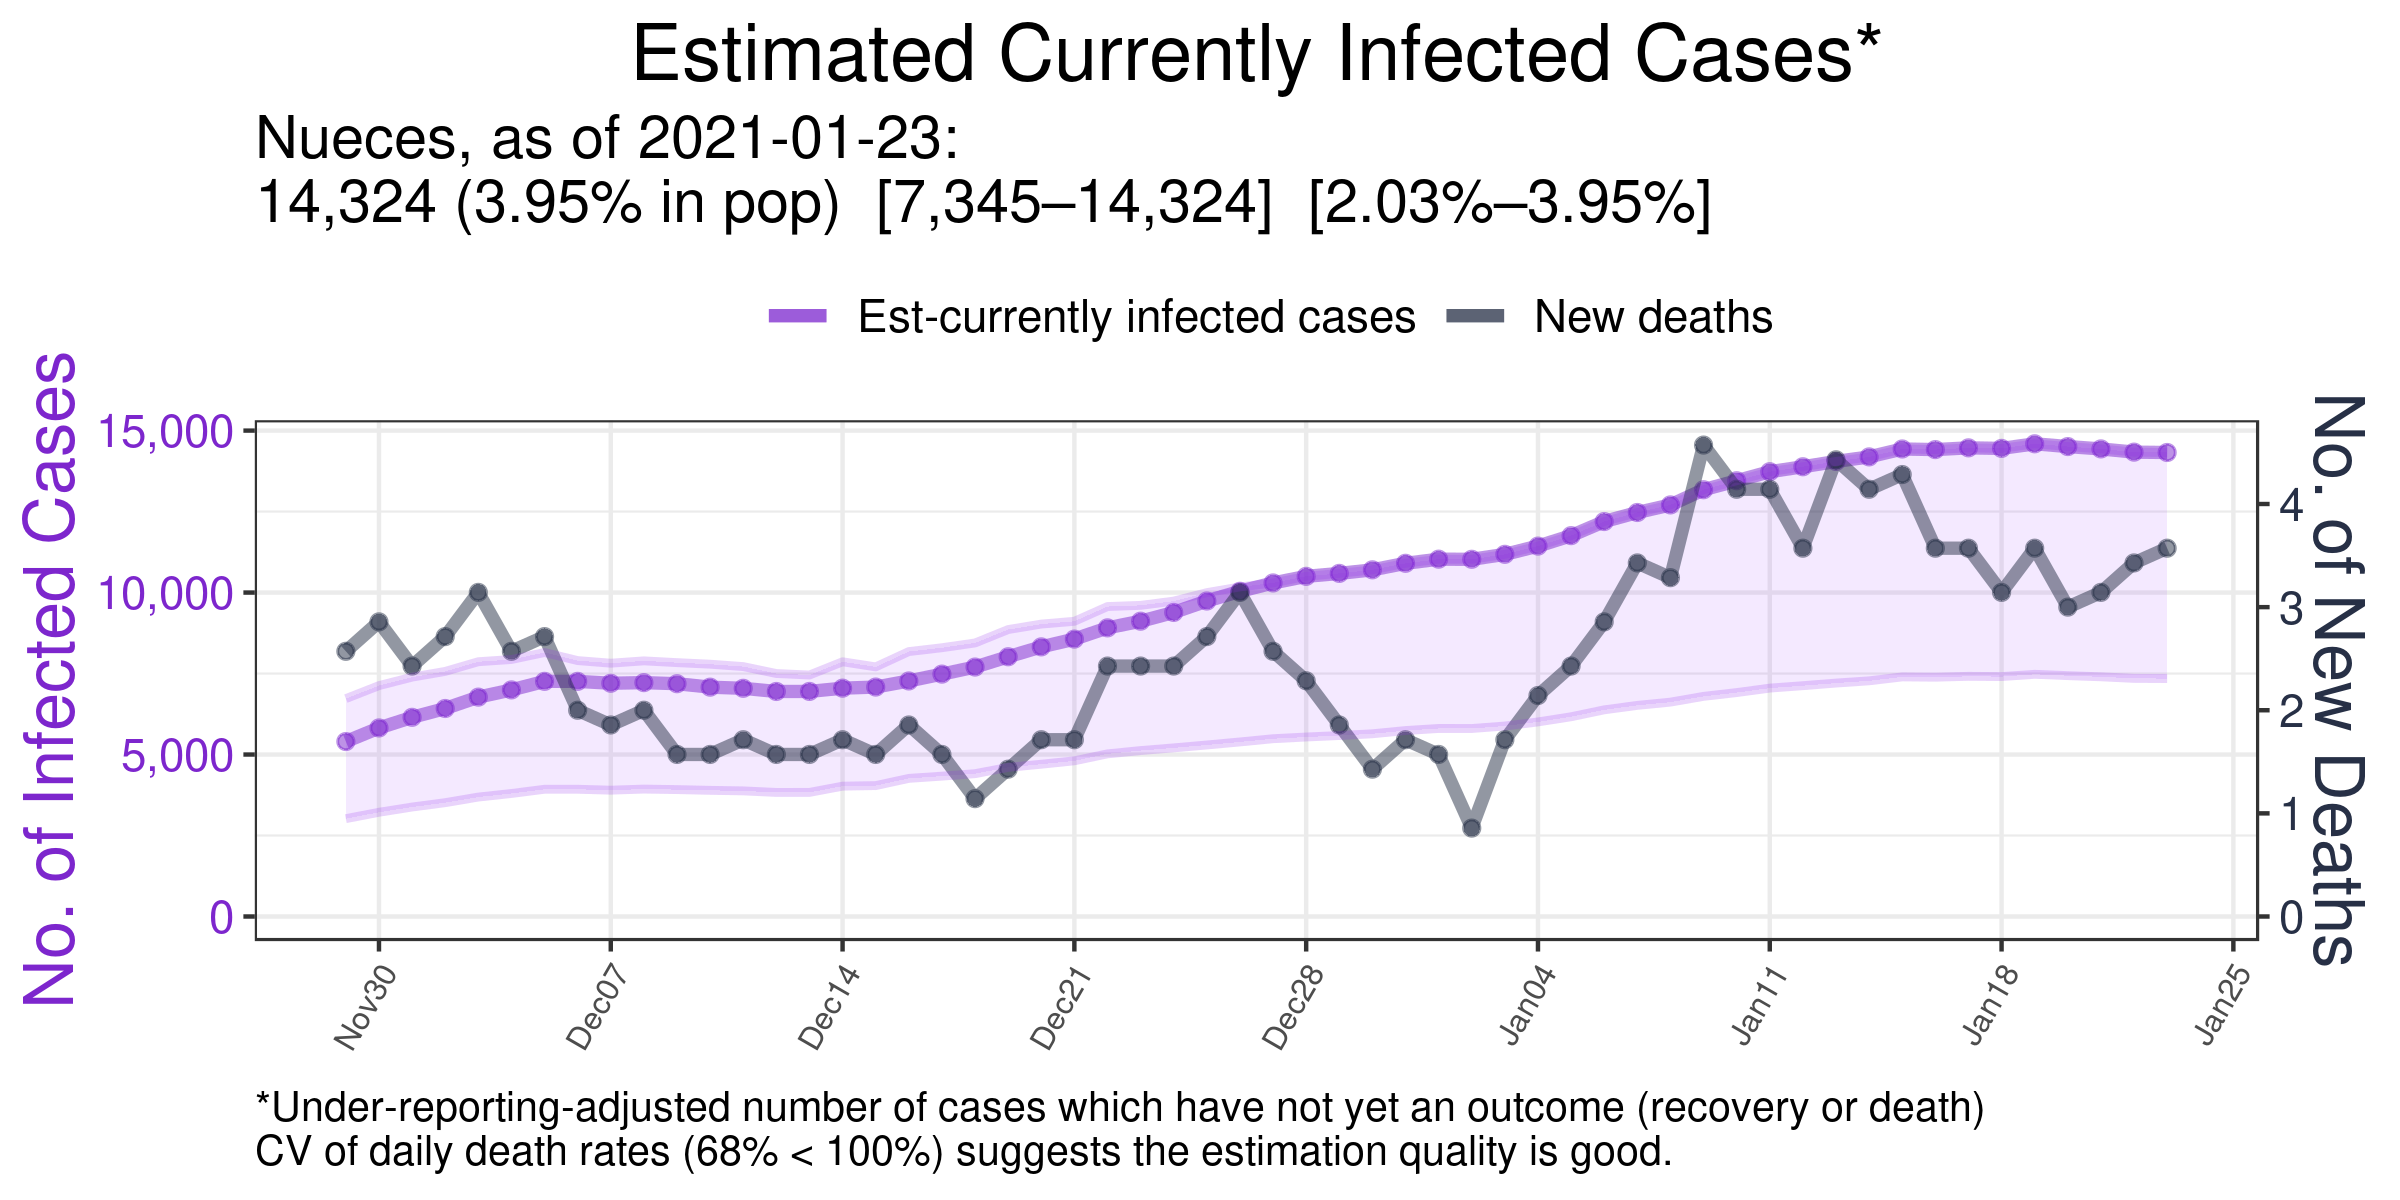 Estimated Currently Infected Cases*
Nueces, as of 2021-01-23:
14,324 (3.95% in pop)  [7,345–14,324]  [2.03%–3.95%]
Est-currently infected cases
New deaths
No. of Infected Cases
15,000
10,000
5,000
0
No. of New Deaths
4
3
2
1
0
Nov30
Dec07
Dec14
Dec21
Dec28
Jan04
Jan11
Jan18
Jan25
*Under-reporting-adjusted number of cases which have not yet an outcome (recovery or death)
CV of daily death rates (68% < 100%) suggests the estimation quality is good.